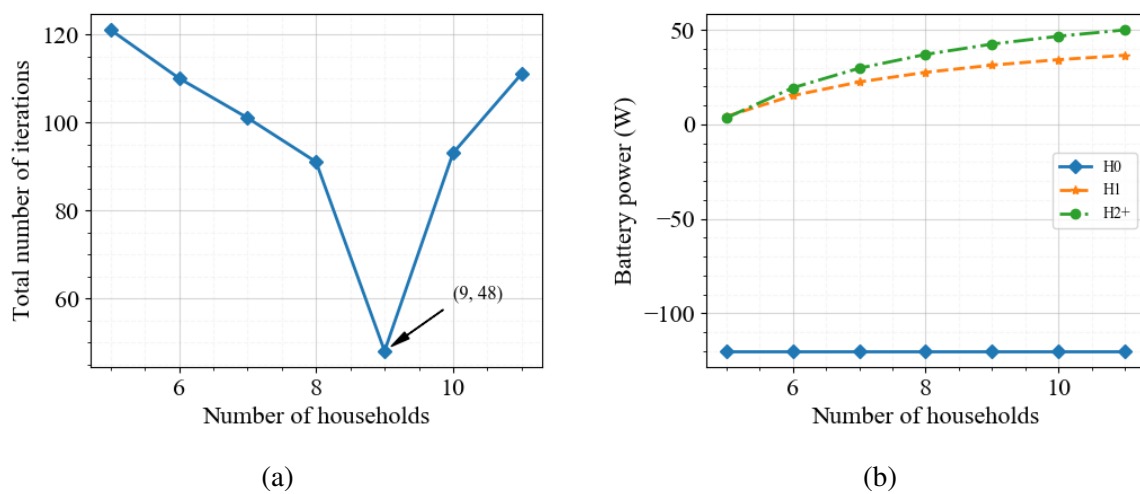 120
100
80
60
Total number of iterations
(9, 48)
6 8 10
Number of households
(a)
50
0
−50
−100
Battery power (W)
H0
H1
H2+
6 8 10
Number of households
(b)